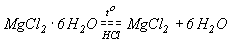 MgCl₂ · 6H₂O =(t°/HCl)= MgCl₂ + 6H₂O